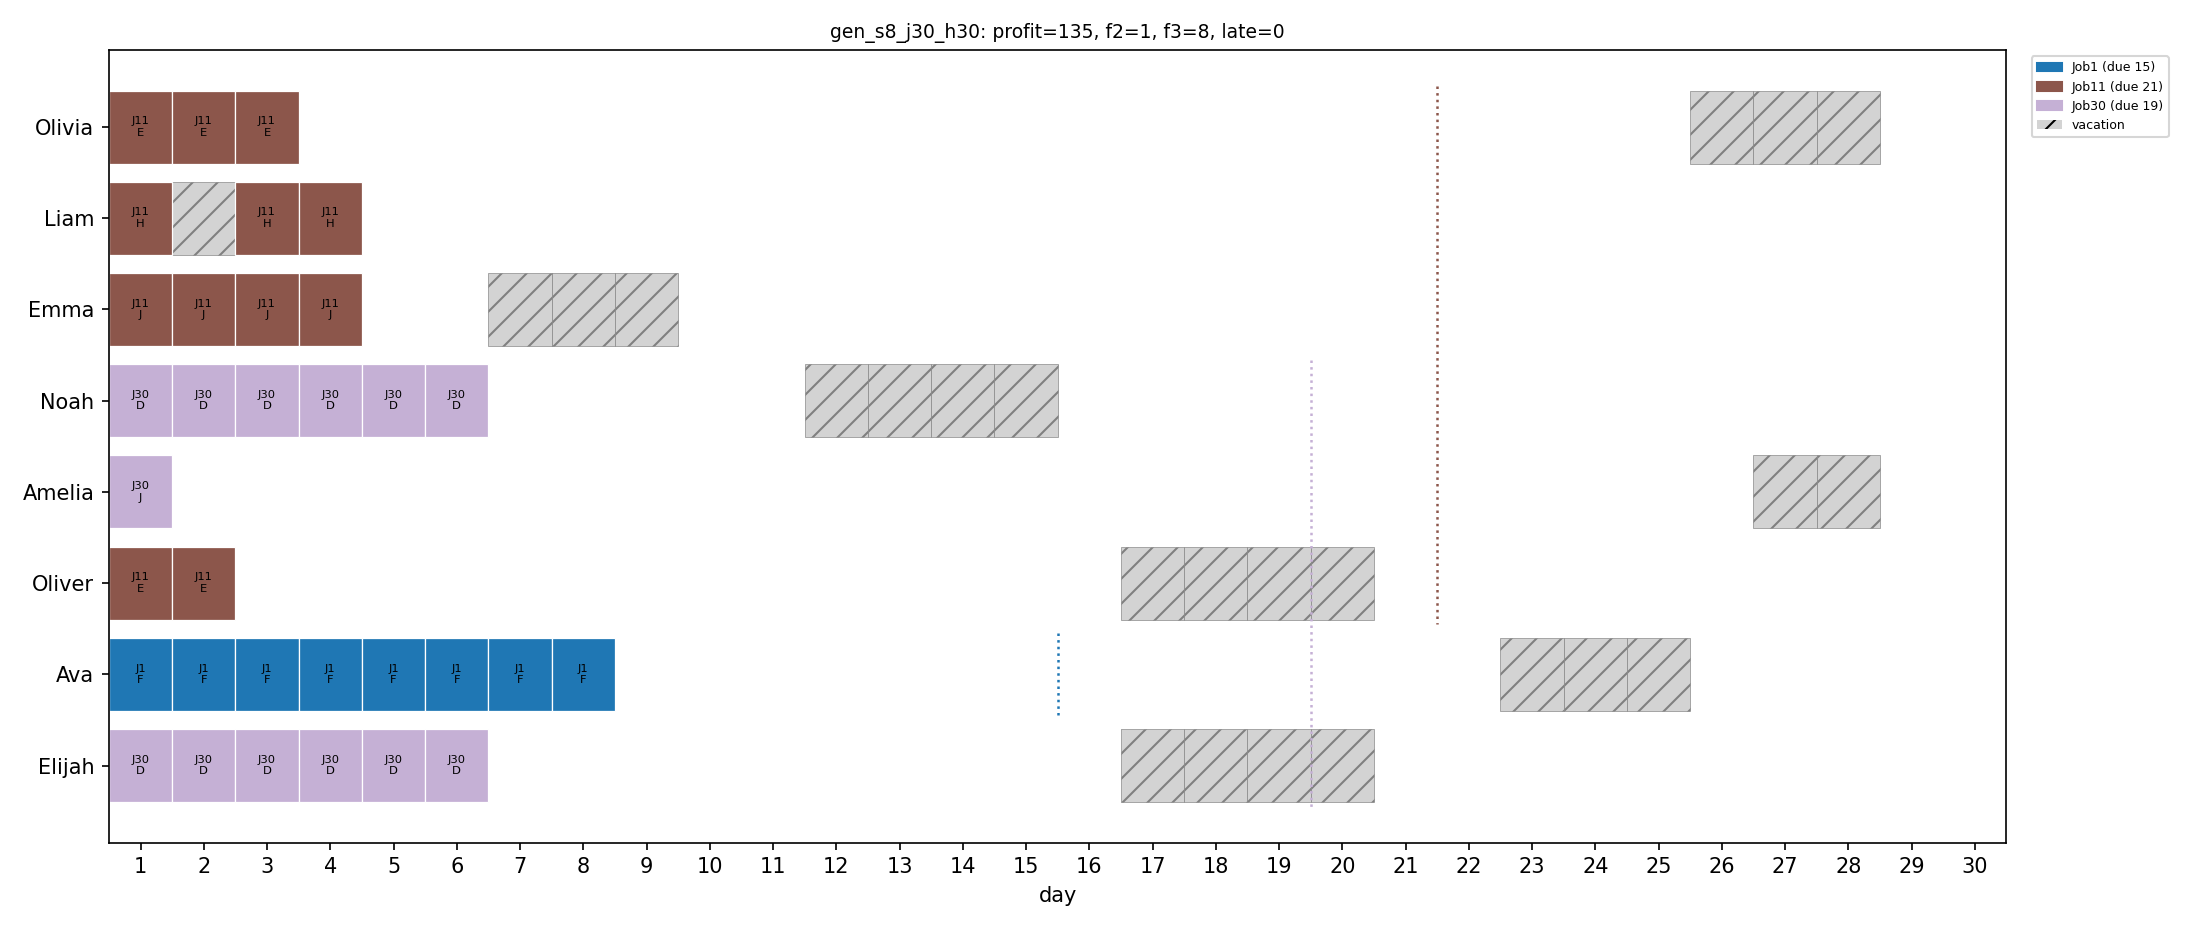 gen_s8_j30_h30: profit=135, f2=1, f3=8, late=0
Job1 (due 15)
Job11 (due 21)
Job30 (due 19)
vacation
Olivia
J11 J11 J11
E E E
Liam
J11 J11 J11
H H H
Emma
J11 J11 J11 J11
J J J J
Noah
J30 J30 J30 J30 J30 J30
D D D D D D
Amelia
J30
J
Oliver
J11 J11
E E
Ava
J1 J1 J1 J1 J1 J1 J1 J1
F F F F F F F F
Elijah
J30 J30 J30 J30 J30 J30
D D D D D D
1 2 3 4 5 6 7 8 9 10 11 12 13 14 15 16 17 18 19 20 21 22 23 24 25 26 27 28 29 30
day